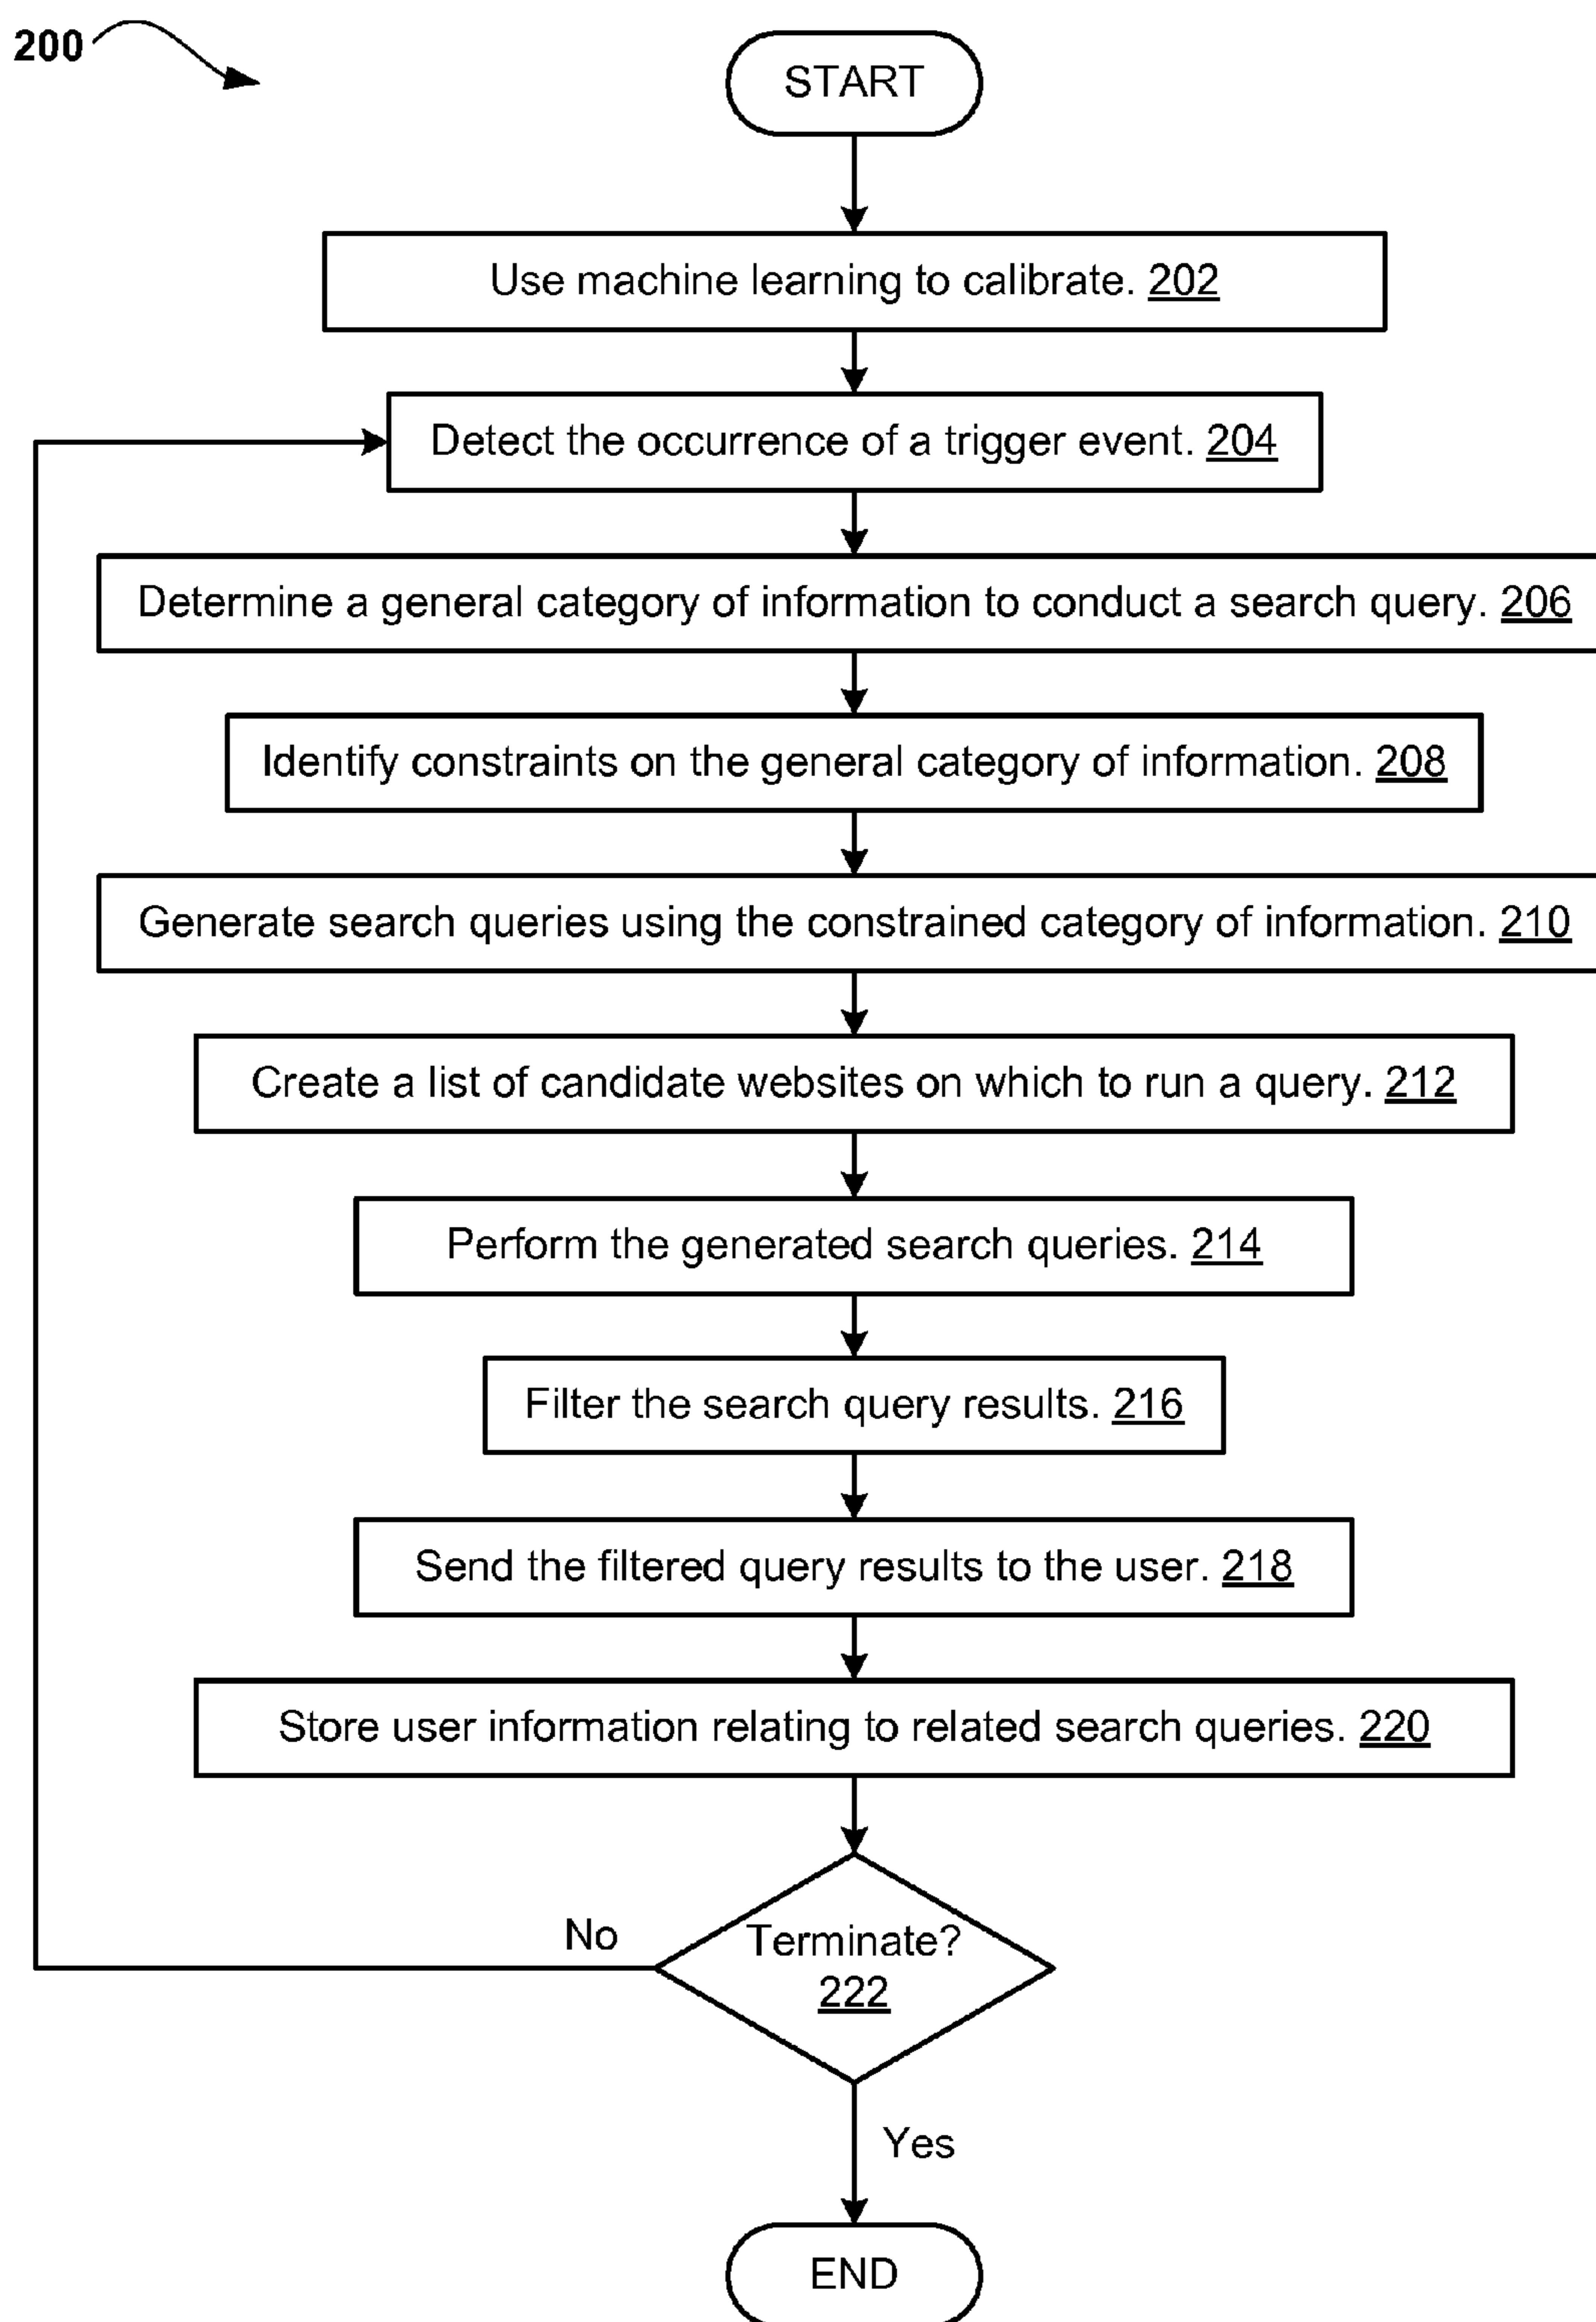 200
START
Use machine learning to calibrate. 202
Detect the occurrence of a trigger event. 204
Determine a general category of information to conduct a search query. 206
Identify constraints on the general category of information. 208
Generate search queries using the constrained category of information. 210
Create a list of candidate websites on which to run a query. 212
Perform the generated search queries. 214
Filter the search query results. 216
Send the filtered query results to the user. 218
Store user information relating to related search queries. 220
No
Terminate?
222
Yes
END